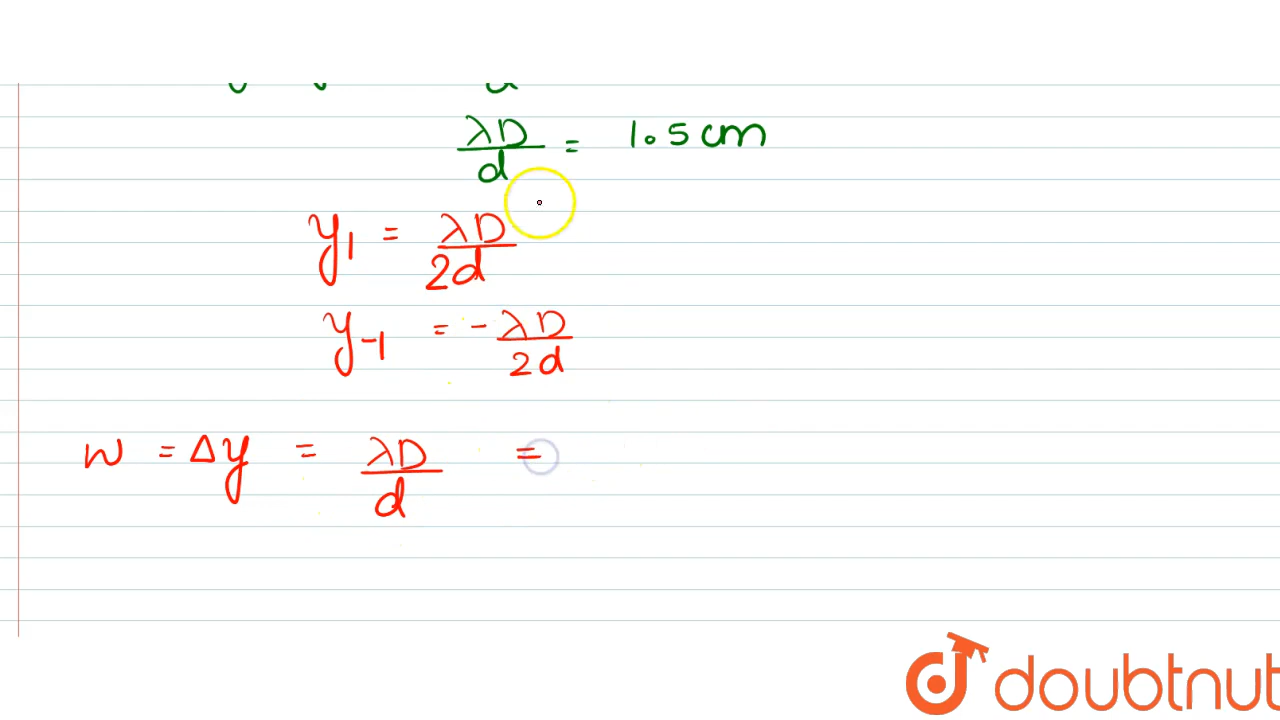 λD/d = 1.5 cm
y1 = λD/2d
y-1 = -λD/2d
w = Δy = λD/d =
doubtnut